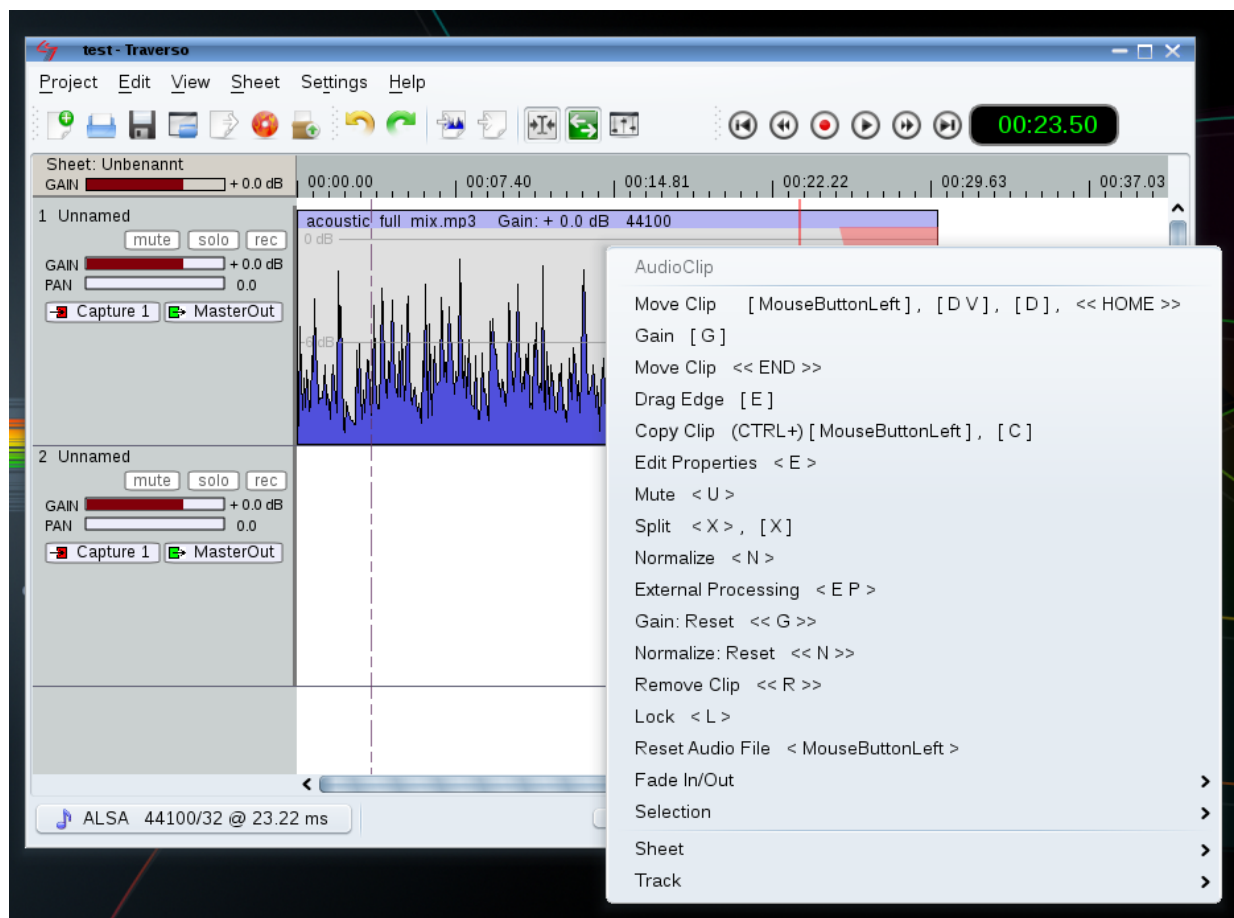 test - Traverso
Project Edit View Sheet Settings Help
00:23.50
Sheet: Unbenannt
GAIN + 0.0 dB
00:00.00 00:07.40 00:14.81 00:22.22 00:29.63 00:37.03
1 Unnamed
mute solo rec
GAIN + 0.0 dB
PAN 0.0
Capture 1 MasterOut
acoustic_full_mix.mp3 Gain: + 0.0 dB 44100
0 dB
-6 dB
2 Unnamed
mute solo rec
GAIN + 0.0 dB
PAN 0.0
Capture 1 MasterOut
ALSA 44100/32 @ 23.22 ms
AudioClip
Move Clip [ MouseButtonLeft ] , [ D V ] , [ D ] , << HOME >>
Gain [ G ]
Move Clip << END >>
Drag Edge [ E ]
Copy Clip (CTRL+) [ MouseButtonLeft ] , [ C ]
Edit Properties < E >
Mute < U >
Split < X > , [ X ]
Normalize < N >
External Processing < E P >
Gain: Reset << G >>
Normalize: Reset << N >>
Remove Clip << R >>
Lock < L >
Reset Audio File < MouseButtonLeft >
Fade In/Out
Selection
Sheet
Track